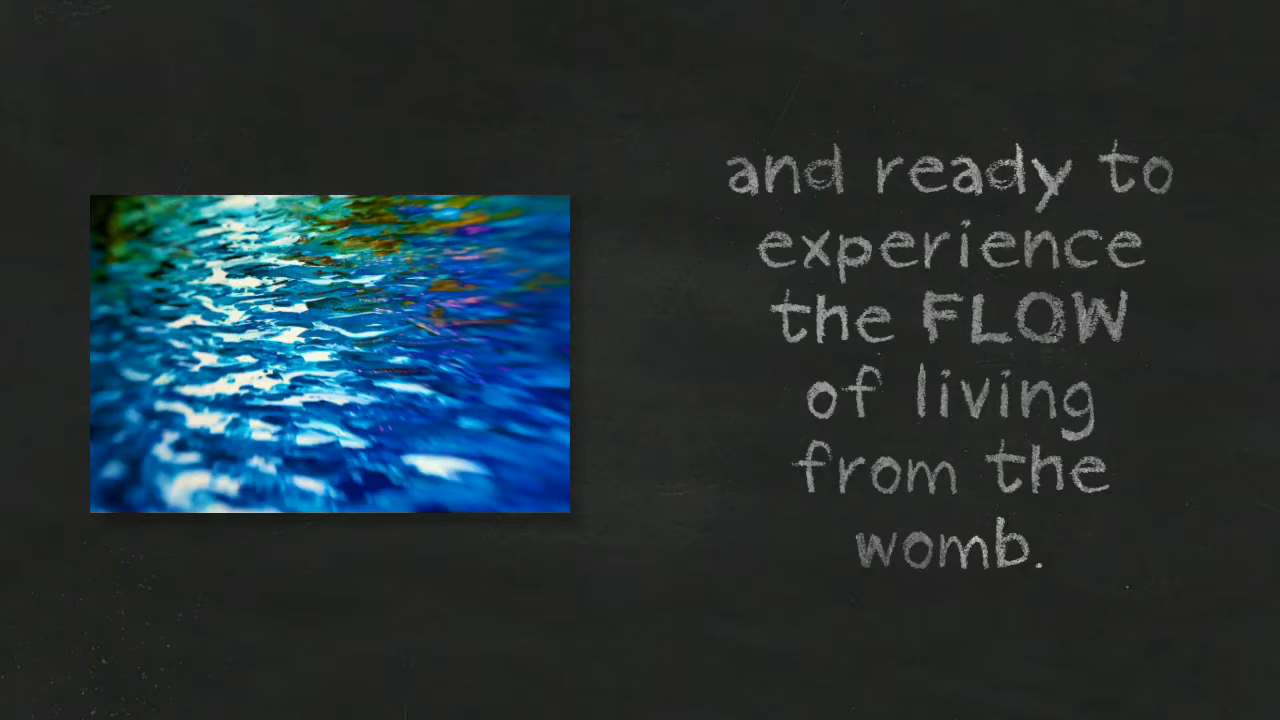 and ready to
experience
the FLOW
of living
from the
womb.